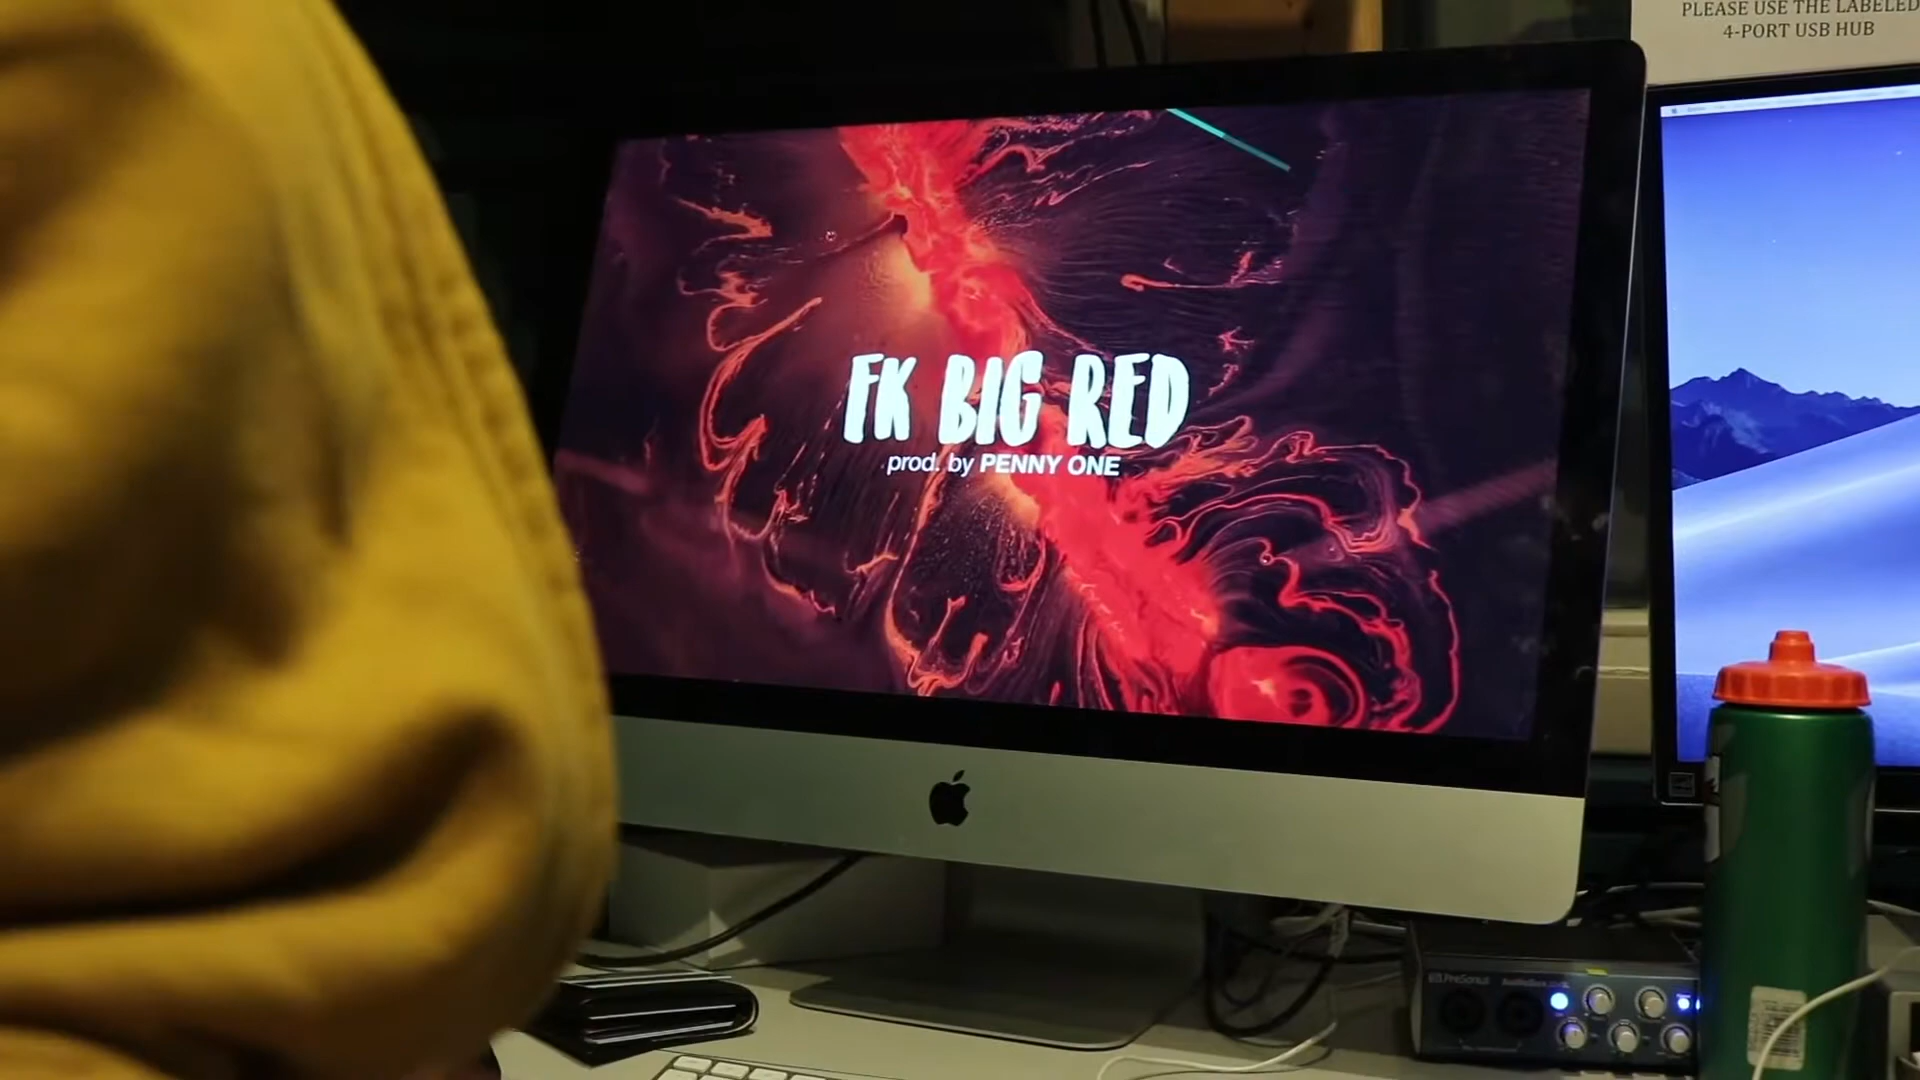 PLEASE USE THE LABELED
4-PORT USB HUB
FK BIG RED
prod. by PENNY ONE
PreSonus